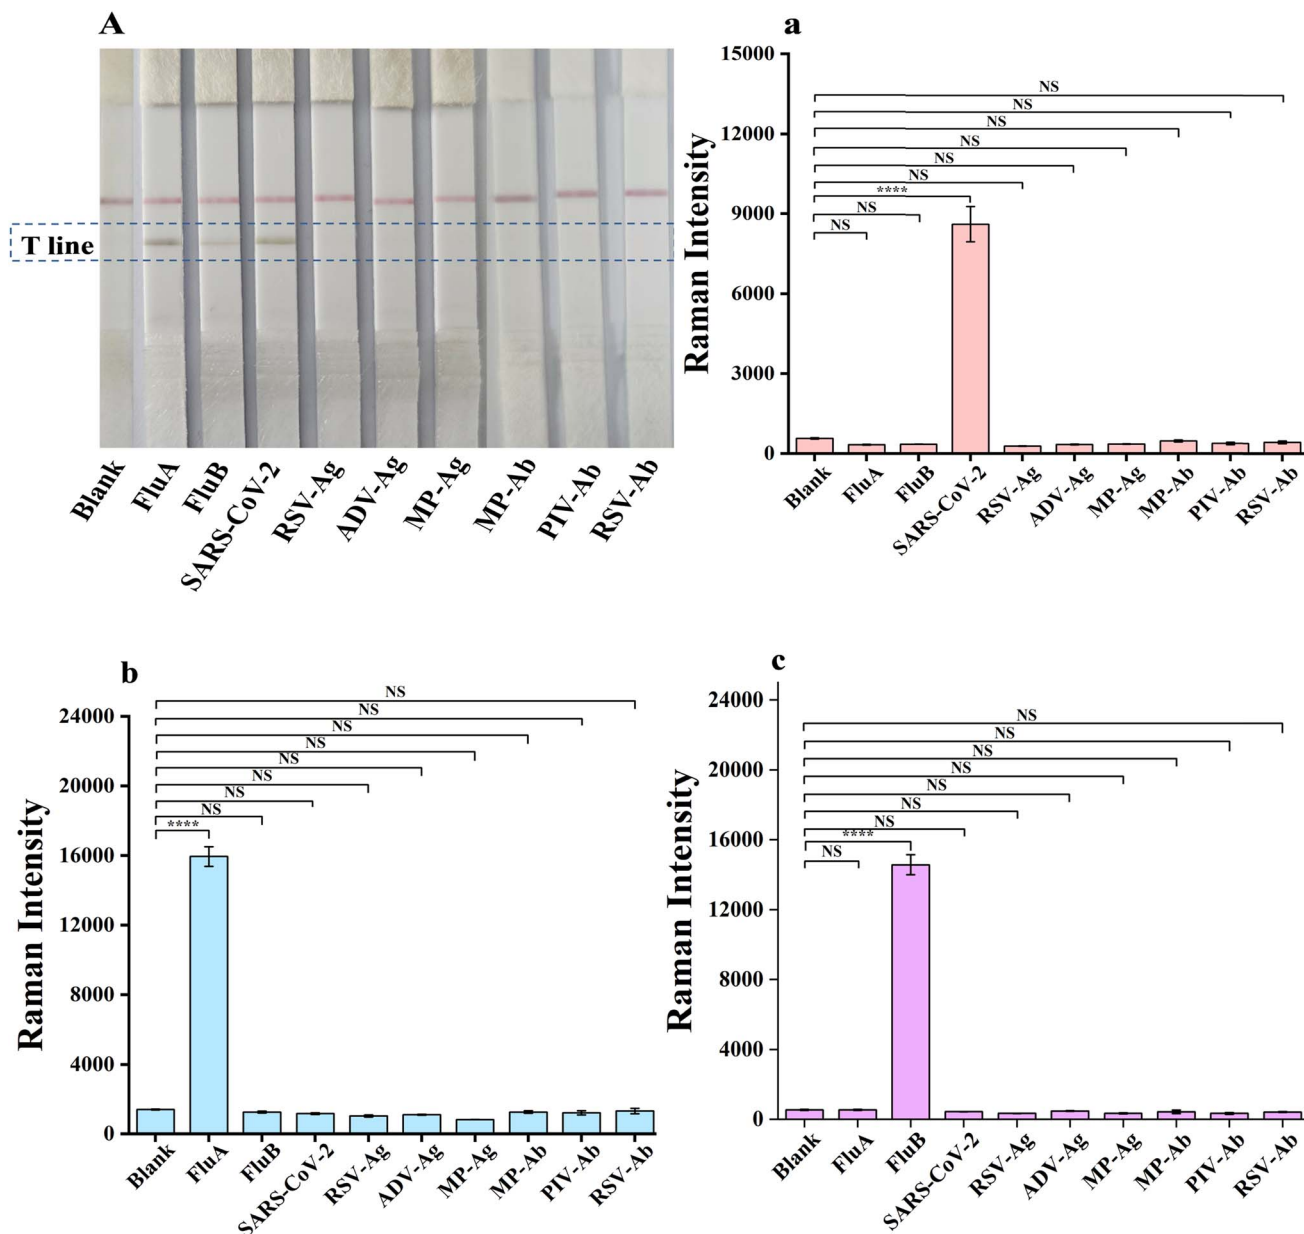 A
T line
Blank
FluA
FluB
SARS-CoV-2
RSV-Ag
ADV-Ag
MP-Ag
MP-Ab
PIV-Ab
RSV-Ab
a
Raman Intensity
15000
12000
9000
6000
3000
0
NS
NS
NS
NS
NS
NS
****
NS
NS
Blank
FluA
FluB
SARS-CoV-2
RSV-Ag
ADV-Ag
MP-Ag
MP-Ab
PIV-Ab
RSV-Ab
b
Raman Intensity
24000
20000
16000
12000
8000
4000
0
NS
NS
NS
NS
NS
NS
NS
NS
****
Blank
FluA
FluB
SARS-CoV-2
RSV-Ag
ADV-Ag
MP-Ag
MP-Ab
PIV-Ab
RSV-Ab
c
Raman Intensity
24000
20000
16000
12000
8000
4000
0
NS
NS
NS
NS
NS
NS
NS
****
NS
Blank
FluA
FluB
SARS-CoV-2
RSV-Ag
ADV-Ag
MP-Ag
MP-Ab
PIV-Ab
RSV-Ab